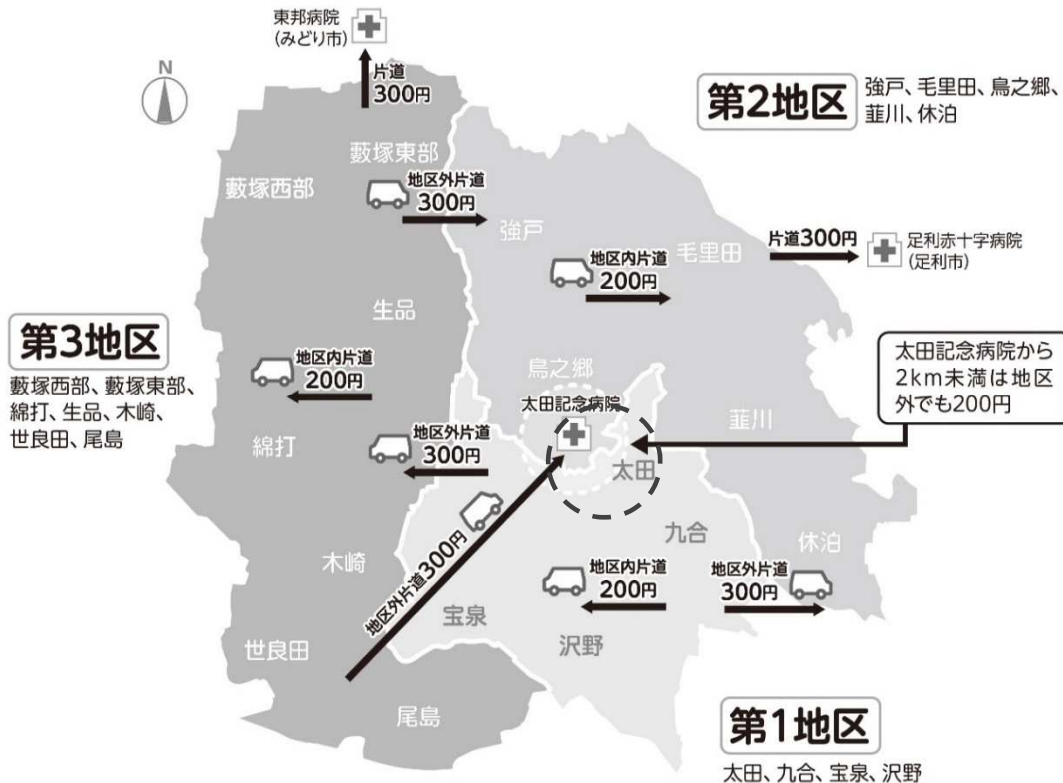 東邦病院
(みどり市)
N
片道
300円
第2地区
強戸、毛里田、鳥之郷、
韮川、休泊
藪塚東部
藪塚西部
地区外片道
300円
強戸
毛里田
片道300円
足利赤十字病院
(足利市)
地区内片道
200円
生品
第3地区
藪塚西部、藪塚東部、
綿打、生品、木崎、
世良田、尾島
地区内片道
200円
鳥之郷
太田記念病院
太田記念病院から
2km未満は地区
外でも200円
韮川
綿打
地区外片道
300円
太田
九合
休泊
木崎
地区外片道300円
地区内片道
200円
地区外片道
300円
宝泉
沢野
世良田
尾島
第1地区
太田、九合、宝泉、沢野